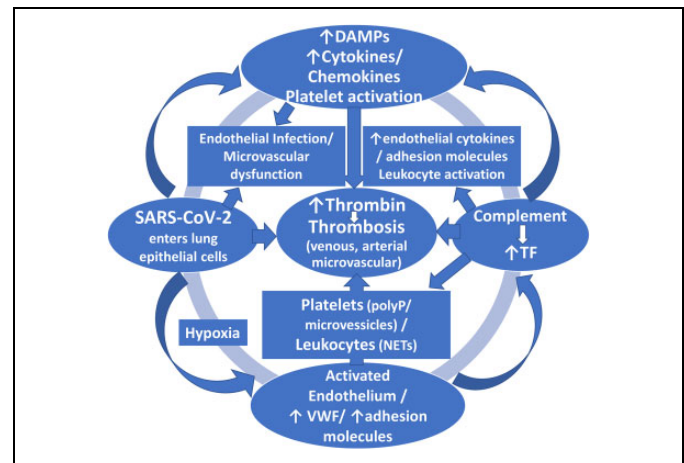 ↑DAMPs
↑Cytokines/
Chemokines
Platelet activation
Endothelial Infection/
Microvascular
dysfunction
↑endothelial cytokines
/ adhesion molecules
Leukocyte activation
SARS-CoV-2
enters lung
epithelial cells
↑Thrombin
Thrombosis
(venous, arterial
microvascular)
Complement
↑TF
Hypoxia
Platelets (polyP/
microvessicles) /
Leukocytes (NETs)
Activated
Endothelium /
↑ VWF/ ↑adhesion
molecules